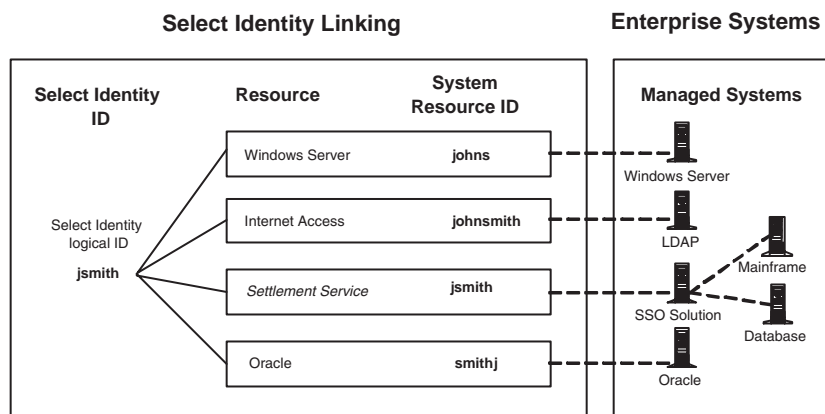 Select Identity Linking
Enterprise Systems
Select Identity
ID
Resource
System
Resource ID
Managed Systems
Windows Server
johns
Windows Server
Select Identity
logical ID
jsmith
Internet Access
johnsmith
LDAP
Mainframe
Settlement Service
jsmith
SSO Solution
Database
Oracle
smithj
Oracle